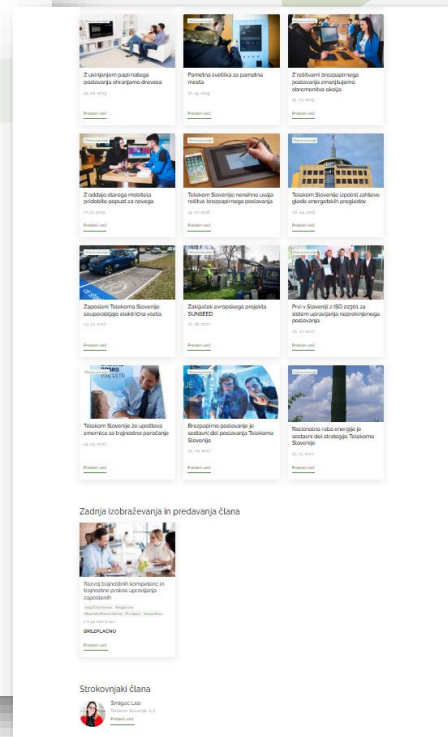 Z ukinjanjem papirnatega
poslovanja ohranjamo drevesa
Preberi več
Pametna svetilka za pametna
mesta
Preberi več
Z rešitvami brezpapirnega
poslovanja zmanjšujemo
obremenitve okolja
Preberi več
Z oddajo starega mobitela
pridobite popust za novega
Preberi več
Telekom Slovenije nenehno uvaja
rešitve brezpapirnega poslovanja
Preberi več
Telekom Slovenije izpolnil zahteve
glede energetskih pregledov
Preberi več
Zaposleni Telekoma Slovenije
souporabljajo električna vozila
Preberi več
Zaključek evropskega projekta
SUNSEED
Preberi več
Prvi v Sloveniji z ISO 22301 za
sistem upravljanja neprekinjenega
poslovanja
Preberi več
Telekom Slovenije že upošteva
smernice za trajnostno poročanje
Preberi več
Brezpapirno poslovanje je
sestavni del poslovanja Telekoma
Slovenije
Preberi več
Racionalna raba energije je
sestavni del strategije Telekoma
Slovenije
Preberi več
Zadnja izobraževanja in predavanja člana
Razvoj trajnostnih kompetenc in
trajnostne prakse upravljanja
zaposlenih
BREZPLAČNO
Preberi več
Strokovnjaki člana
Šmigoc Lea
Telekom Slovenije, d.d.
Preberi več